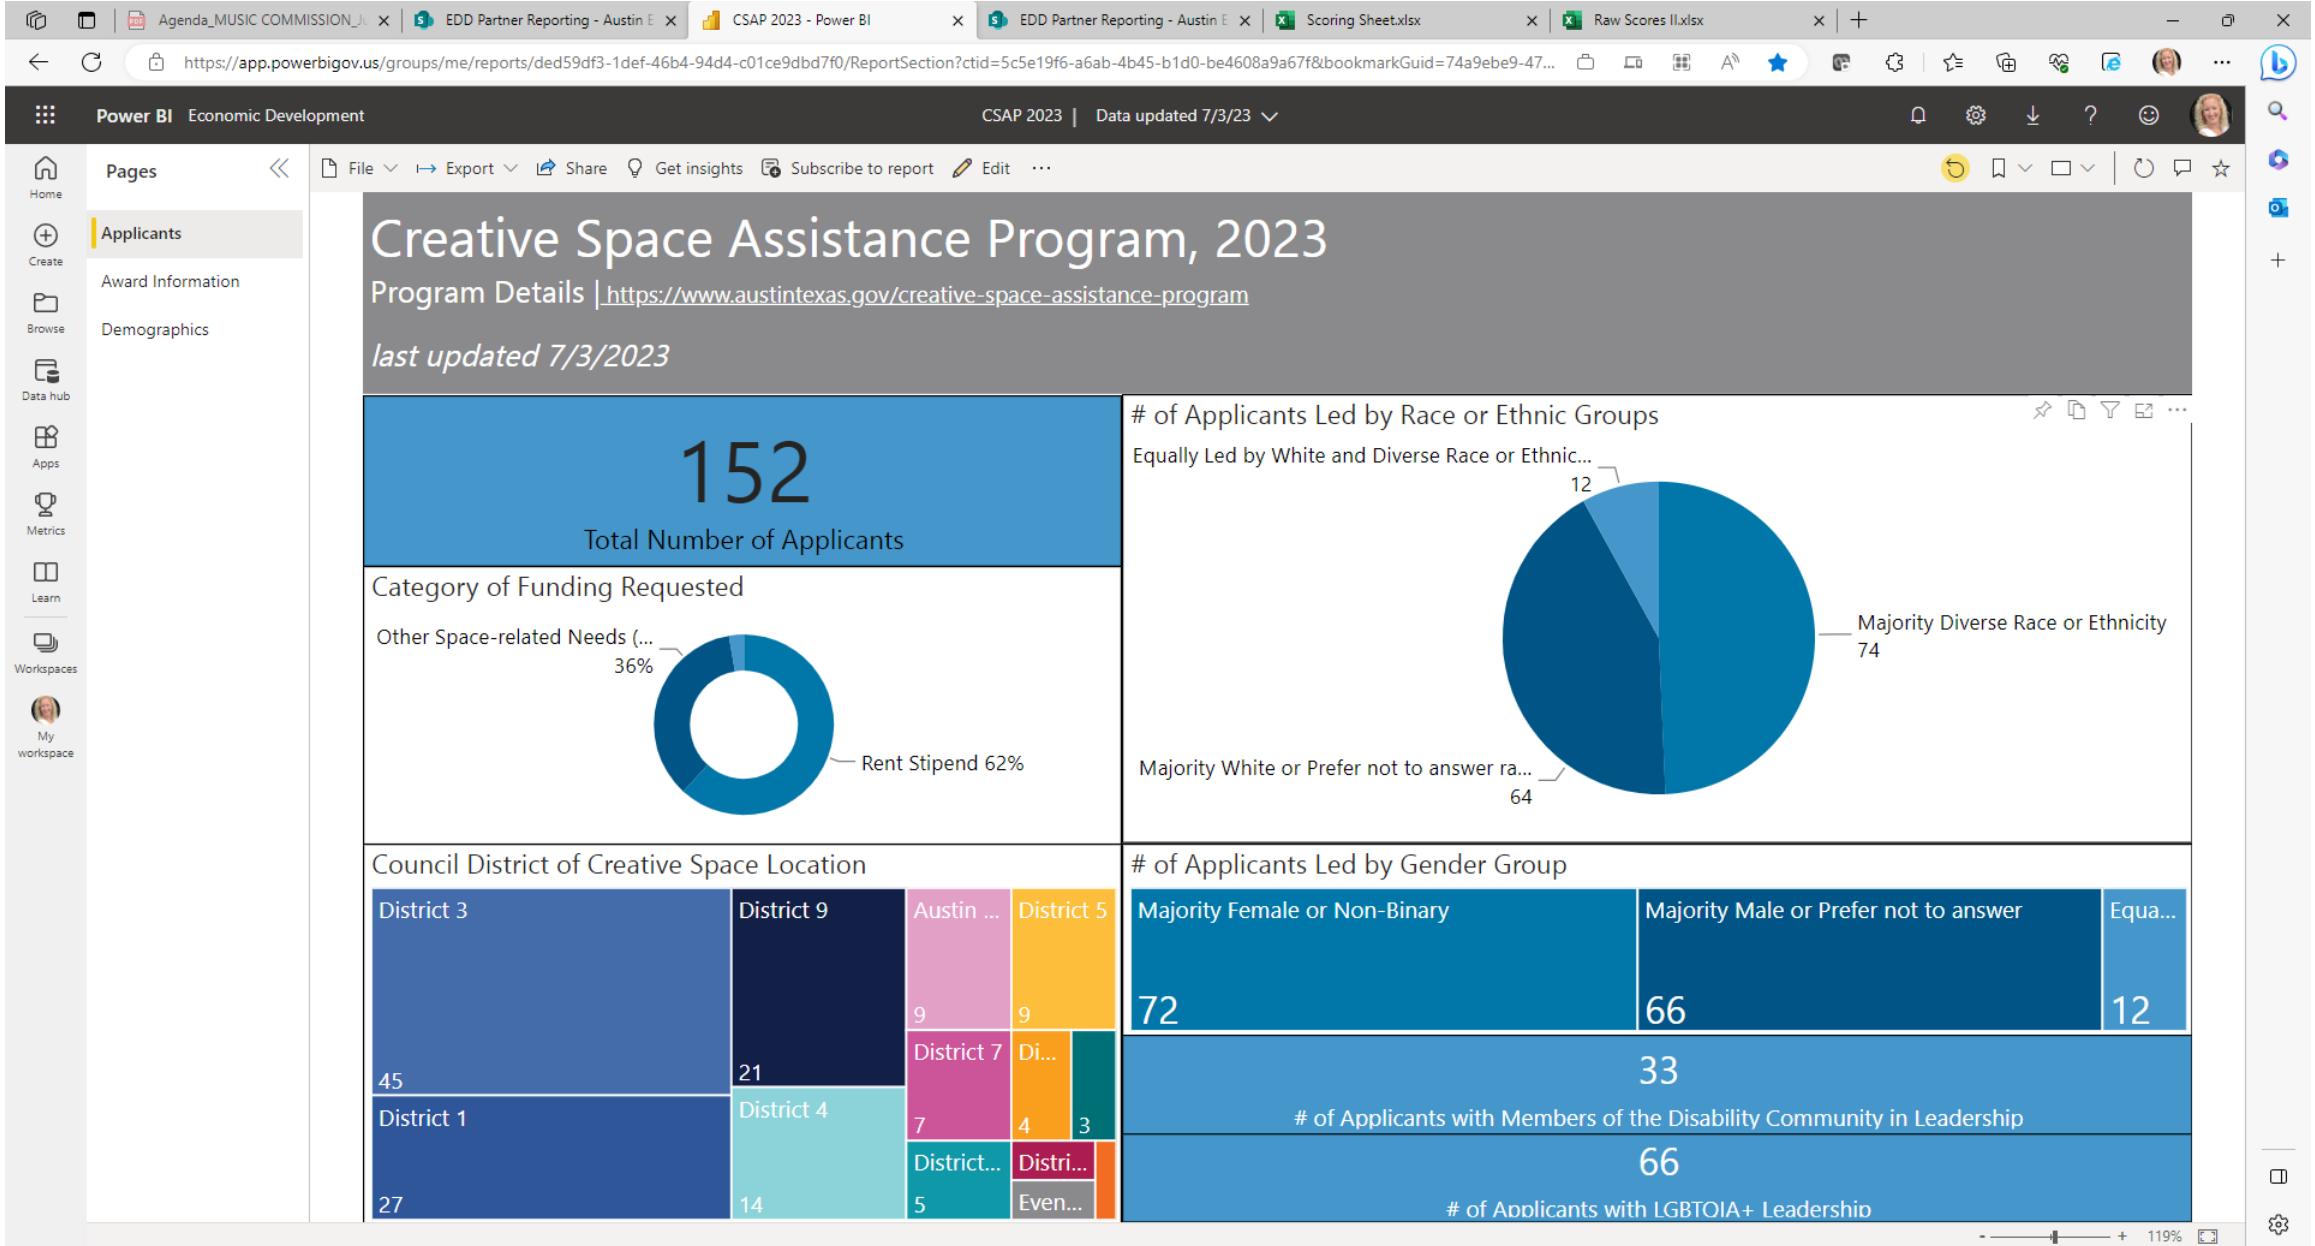 Agenda_MUSIC COMMISSION_J
EDD Partner Reporting - Austin E
CSAP 2023 - Power BI
EDD Partner Reporting - Austin E
Scoring Sheet.xlsx
Raw Scores II.xlsx
https://app.powerbigov.us/groups/me/reports/ded59df3-1def-46b4-94d4-c01ce9dbd7f0/ReportSection?ctid=5c5e19f6-a6ab-4b45-b1d0-be4608a9a67f&bookmarkGuid=74a9ebe9-47...
Power BI Economic Development
CSAP 2023 | Data updated 7/3/23
Home
Create
Browse
Data hub
Apps
Metrics
Learn
Workspaces
My
workspace
Pages
Applicants
Award Information
Demographics
File
Export
Share
Get insights
Subscribe to report
Edit
Creative Space Assistance Program, 2023
Program Details | https://www.austintexas.gov/creative-space-assistance-program
last updated 7/3/2023
152
Total Number of Applicants
Category of Funding Requested
Other Space-related Needs (...
36%
Rent Stipend 62%
# of Applicants Led by Race or Ethnic Groups
Equally Led by White and Diverse Race or Ethnic...
12
Majority Diverse Race or Ethnicity
74
Majority White or Prefer not to answer ra...
64
Council District of Creative Space Location
District 3
45
District 1
27
District 9
21
District 4
14
Austin ...
9
District 5
9
District 7
7
Di...
4
3
District...
5
Distri...
Even...
# of Applicants Led by Gender Group
Majority Female or Non-Binary
72
Majority Male or Prefer not to answer
66
Equa...
12
33
# of Applicants with Members of the Disability Community in Leadership
66
# of Applicants with LGBTQIA+ Leadership
- + 119%